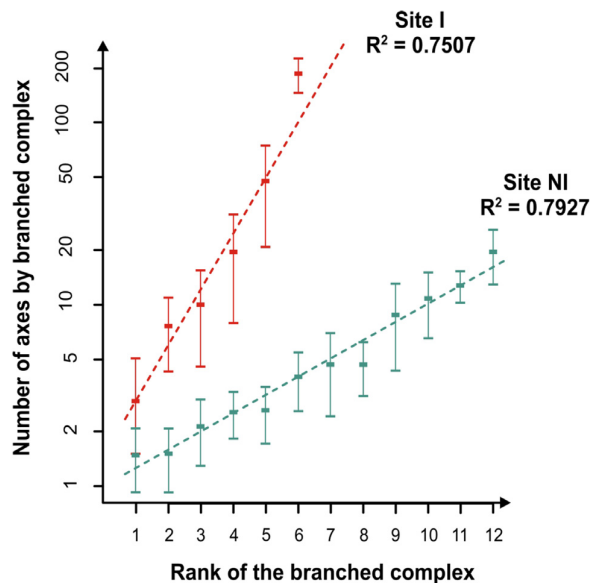 Site I
R² = 0.7507
Site NI
R² = 0.7927
Number of axes by branched complex
200
100
50
20
10
5
2
1
1 2 3 4 5 6 7 8 9 10 11 12
Rank of the branched complex